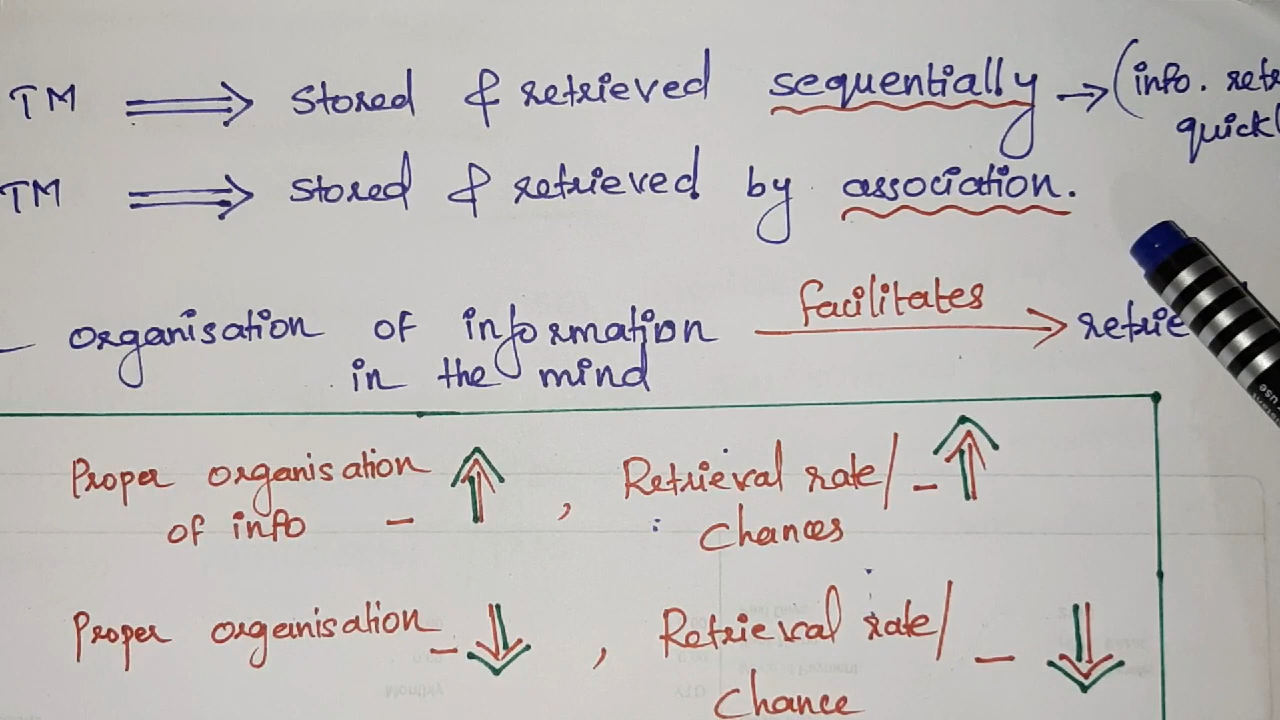 TM ⟹ stored & retrieved sequentially → (info.
quick
TM ⟹ stored & retrieved by association.
organisation of information facilitates → retrie
in the mind
Proper organisation of info – ↑ , Retrieval rate/ Chances – ↑
Proper organisation – ↓ , Retrieval rate/ Chance – ↓